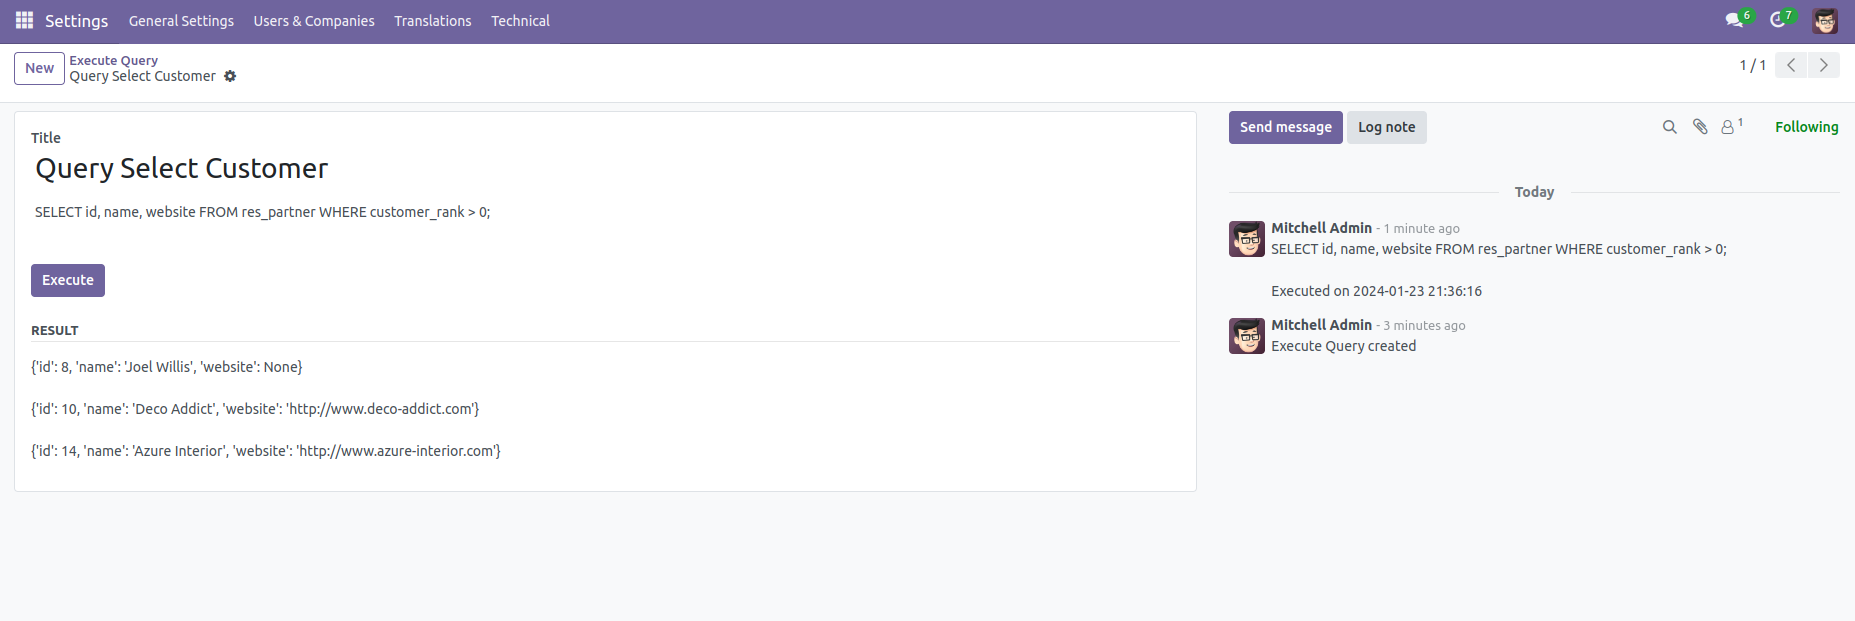 Settings General Settings Users & Companies Translations Technical 6 7
New Execute Query
Query Select Customer
1 / 1
Title
Query Select Customer
SELECT id, name, website FROM res_partner WHERE customer_rank > 0;
Execute
RESULT
{'id': 8, 'name': 'Joel Willis', 'website': None}
{'id': 10, 'name': 'Deco Addict', 'website': 'http://www.deco-addict.com'}
{'id': 14, 'name': 'Azure Interior', 'website': 'http://www.azure-interior.com'}
Send message Log note 1 Following
Today
Mitchell Admin - 1 minute ago
SELECT id, name, website FROM res_partner WHERE customer_rank > 0;
Executed on 2024-01-23 21:36:16
Mitchell Admin - 3 minutes ago
Execute Query created